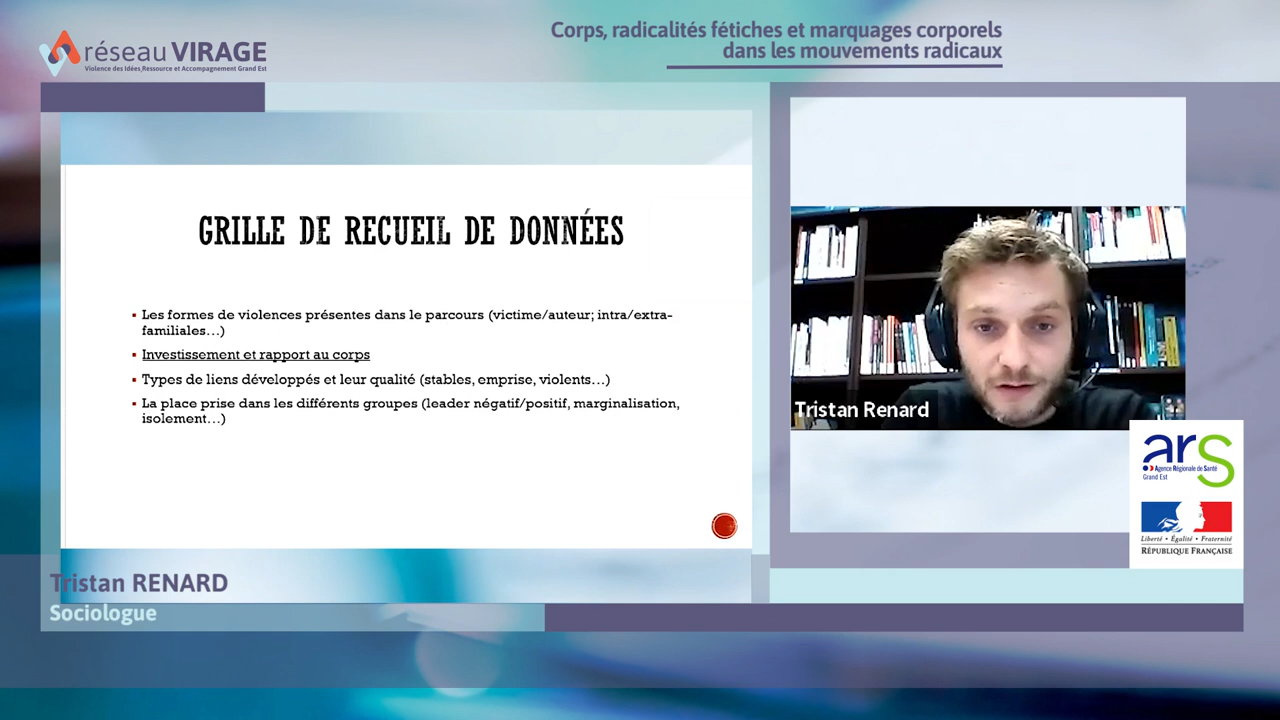 réseau VIRAGE
Violence des Idées,Ressource et Accompagnement Grand Est
Corps, radicalités fétiches et marquages corporels
dans les mouvements radicaux
GRILLE DE RECUEIL DE DONNÉES
▪ Les formes de violences présentes dans le parcours (victime/auteur; intra/extra-
familiales…)
▪ Investissement et rapport au corps
▪ Types de liens développés et leur qualité (stables, emprise, violents…)
▪ La place prise dans les différents groupes (leader négatif/positif, marginalisation,
isolement…)
Tristan Renard
ars
Agence Régionale de Santé
Grand Est
Liberté • Égalité • Fraternité
RÉPUBLIQUE FRANÇAISE
Tristan RENARD
Sociologue